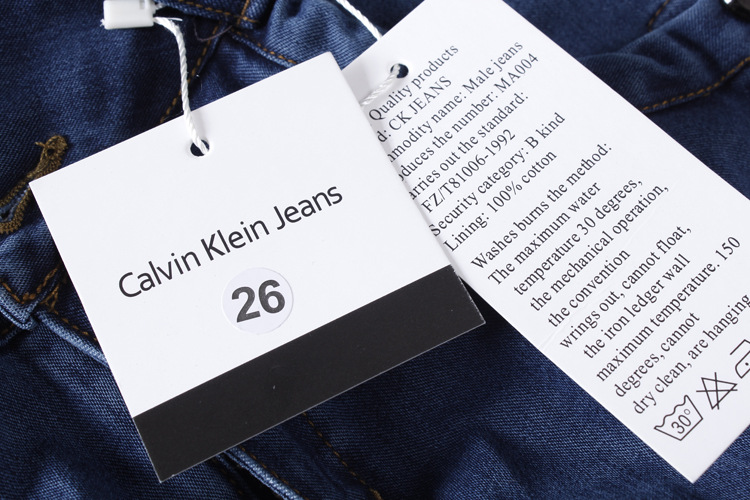 Calvin Klein Jeans
26
Quality products
d: CK JEANS
mmodity name: Male jeans
oduces the number: MA004
arries out the standard:
FZ/T81006-1992
Security category: B kind
Lining: 100% cotton
Washes burns the method:
The maximum water
temperature 30 degrees,
the mechanical operation,
the convention
wrings out, cannot float,
the iron ledger wall
maximum temperature. 150
degrees, cannot
dry clean, are hanging
30°